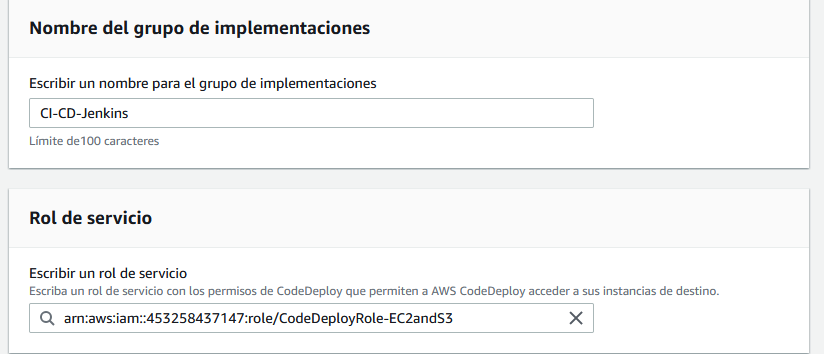 Nombre del grupo de implementaciones
Escribir un nombre para el grupo de implementaciones
CI-CD-Jenkins
Límite de100 caracteres
Rol de servicio
Escribir un rol de servicio
Escriba un rol de servicio con los permisos de CodeDeploy que permiten a AWS CodeDeploy acceder a sus instancias de destino.
arn:aws:iam::453258437147:role/CodeDeployRole-EC2andS3